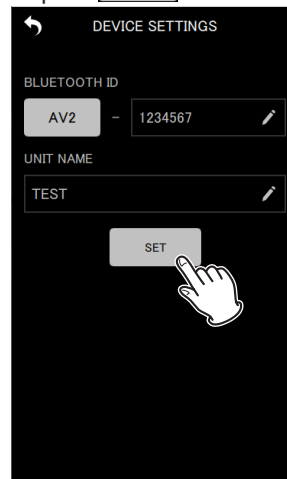 DEVICE SETTINGS
BLUETOOTH ID
AV2 - 1234567
UNIT NAME
TEST
SET